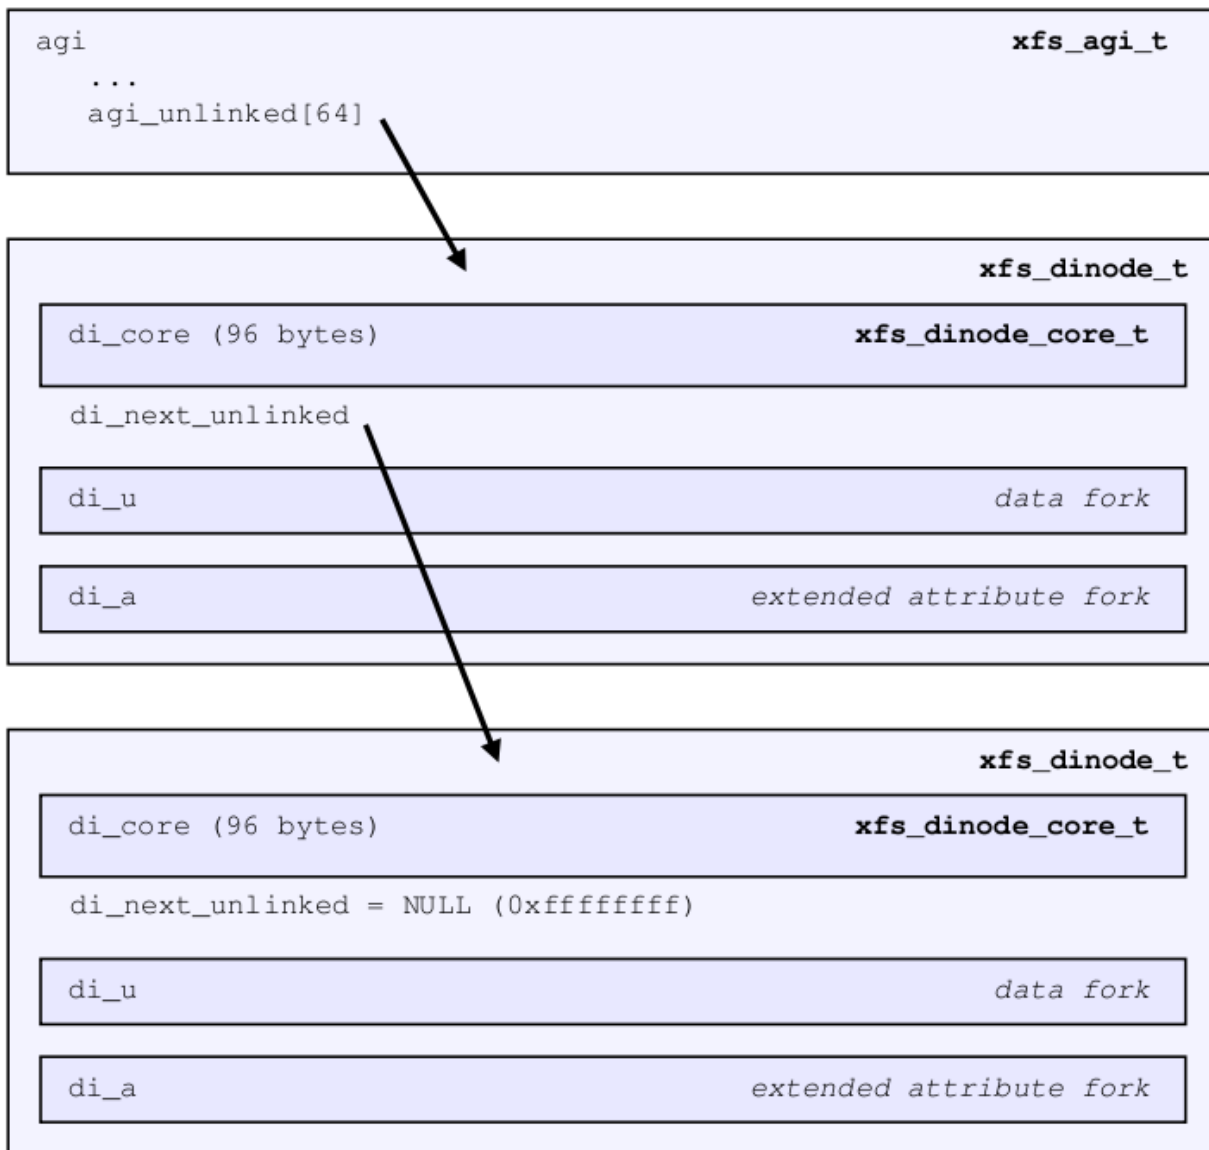 agi xfs_agi_t
...
agi_unlinked[64]
xfs_dinode_t
di_core (96 bytes) xfs_dinode_core_t
di_next_unlinked
di_u data fork
di_a extended attribute fork
xfs_dinode_t
di_core (96 bytes) xfs_dinode_core_t
di_next_unlinked = NULL (0xffffffff)
di_u data fork
di_a extended attribute fork